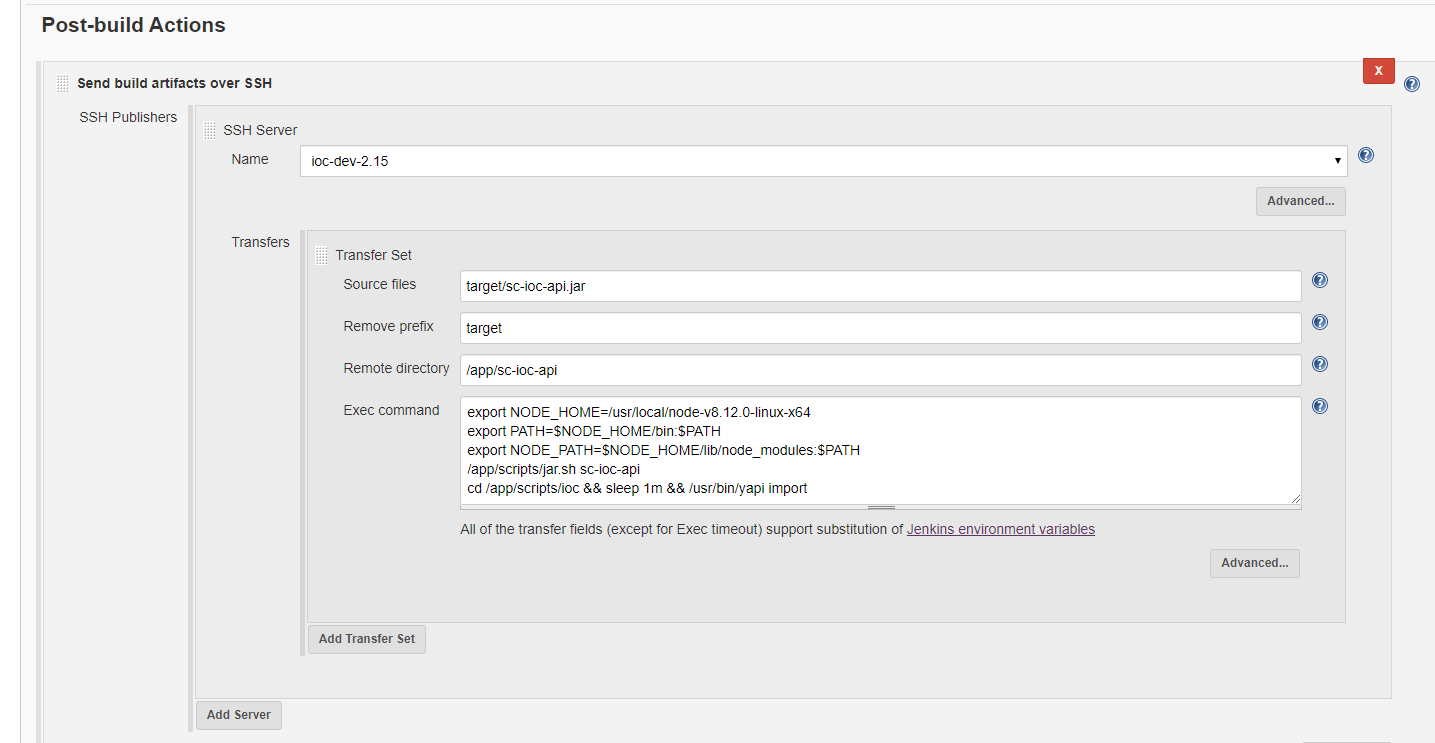 Post-build Actions
X
Send build artifacts over SSH
SSH Publishers
SSH Server
Name
ioc-dev-2.15
Advanced...
Transfers
Transfer Set
Source files
target/sc-ioc-api.jar
Remove prefix
target
Remote directory
/app/sc-ioc-api
Exec command
export NODE_HOME=/usr/local/node-v8.12.0-linux-x64
export PATH=$NODE_HOME/bin:$PATH
export NODE_PATH=$NODE_HOME/lib/node_modules:$PATH
/app/scripts/jar.sh sc-ioc-api
cd /app/scripts/ioc && sleep 1m && /usr/bin/yapi import
All of the transfer fields (except for Exec timeout) support substitution of Jenkins environment variables
Advanced...
Add Transfer Set
Add Server